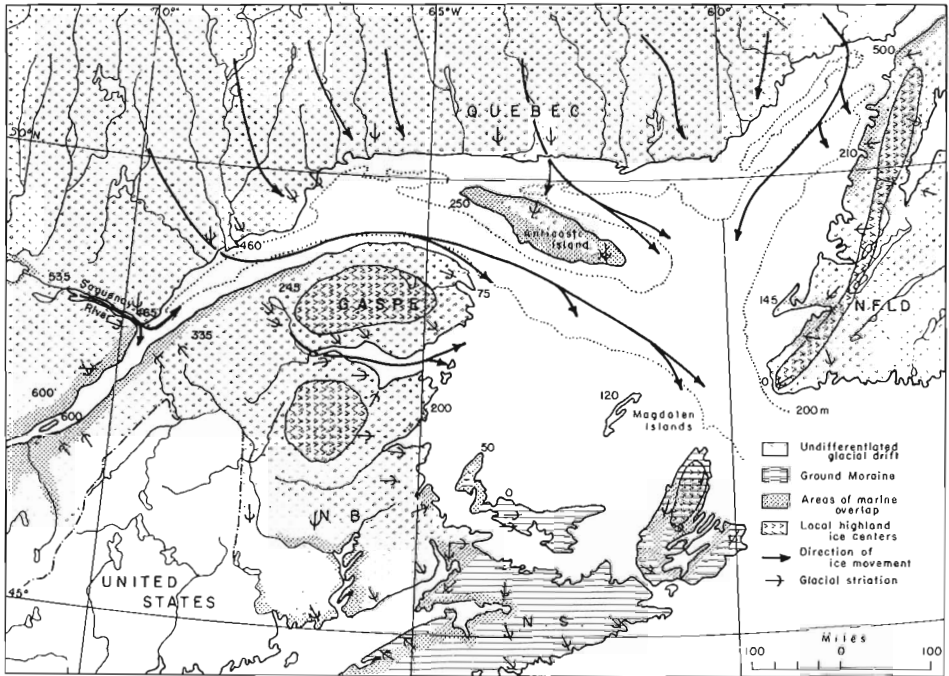 70°
65°W
60°
500
QUEBEC
50°N
210
250
Anticosti
Island
460
535
Saguenay
River
465
245
GASPE
75
145
NFLD
335
0
600
600
200
120
Magdalen
Islands
200 m
50
0
Undifferentiated
glacial drift
Ground Moraine
Areas of marine
overlap
Local highland
ice centers
Direction of
ice movement
Glacial striation
N B
UNITED
STATES
45°
N S
Miles
100
0
100